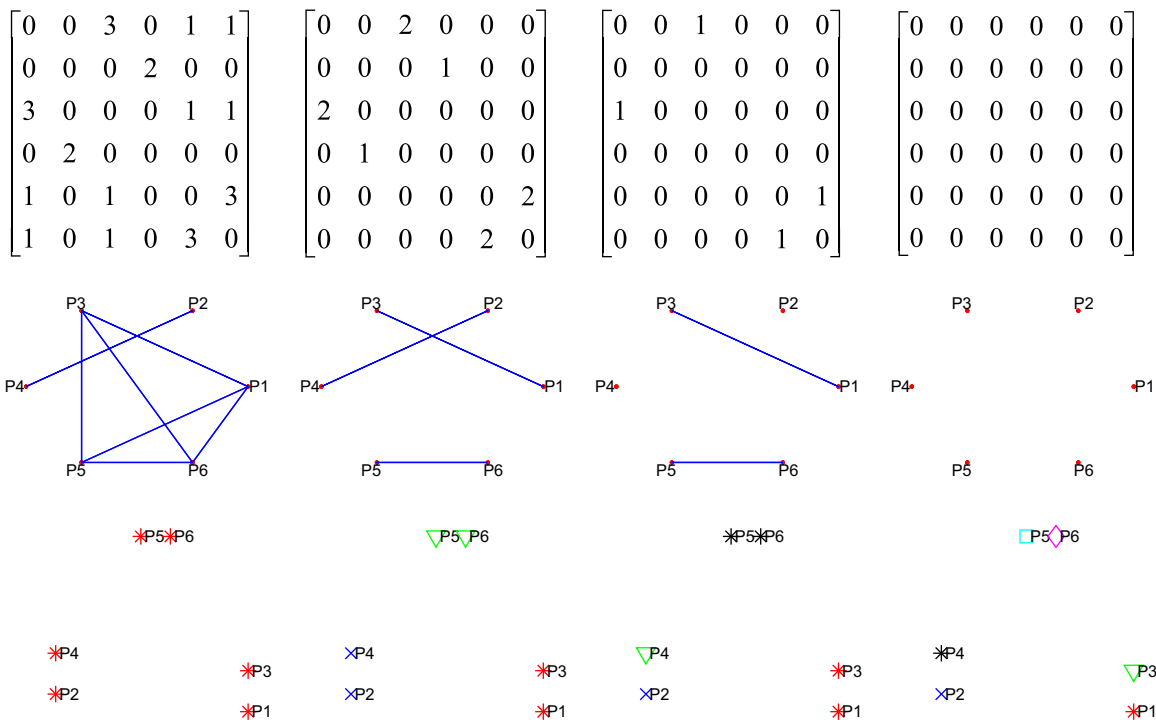 0 0 3 0 1 1 0 0 2 0 0 0 0 0 1 0 0 0 0 0 0 0 0 0
0 0 0 2 0 0 0 0 0 1 0 0 0 0 0 0 0 0 0 0 0 0 0 0
3 0 0 0 1 1 2 0 0 0 0 0 1 0 0 0 0 0 0 0 0 0 0 0
0 2 0 0 0 0 0 1 0 0 0 0 0 0 0 0 0 0 0 0 0 0 0 0
1 0 1 0 0 3 0 0 0 0 0 2 0 0 0 0 0 1 0 0 0 0 0 0
1 0 1 0 3 0 0 0 0 0 2 0 0 0 0 0 1 0 0 0 0 0 0 0
P3 P2 P3 P2 P3 P2 P3 P2
P4 P1 P4 P1 P4 P1 P4 P1
P5 P6 P5 P6 P5 P6 P5 P6
P5 P6 P5 P6 P5 P6 P5 P6
P4 P4 P4 P4
P3 P3 P3 P3
P2 P2 P2 P2
P1 P1 P1 P1